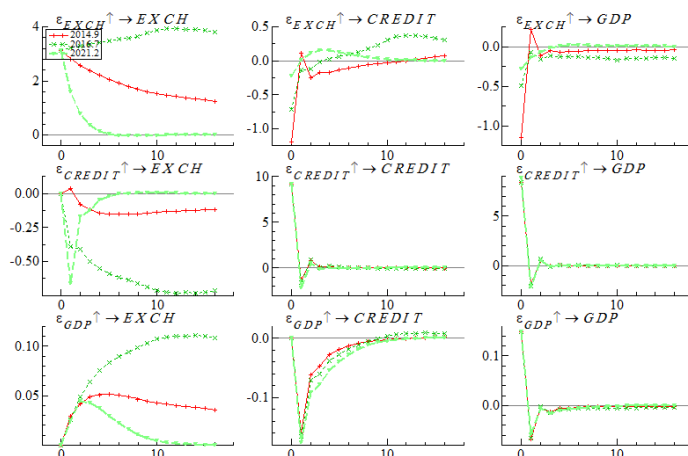 ε EXCH ↑ → EXCH ε EXCH ↑ → CREDIT ε EXCH ↑ → GDP
4 2014.9 2016.7 2021.2 0.5 0.0
2 0.0 -0.5
0 -0.5 -1.0
-1.0
0 10 0 10 0 10
ε CREDIT ↑ → EXCH ε CREDIT ↑ → CREDIT ε CREDIT ↑ → GDP
0.00 10
-0.25 5 5
-0.50 0 0
0 10 0 10 0 10
ε GDP ↑ → EXCH ε GDP ↑ → CREDIT ε GDP ↑ → GDP
0.10 0.0 0.1
0.05 -0.1 0.0
0 10 0 10 0 10